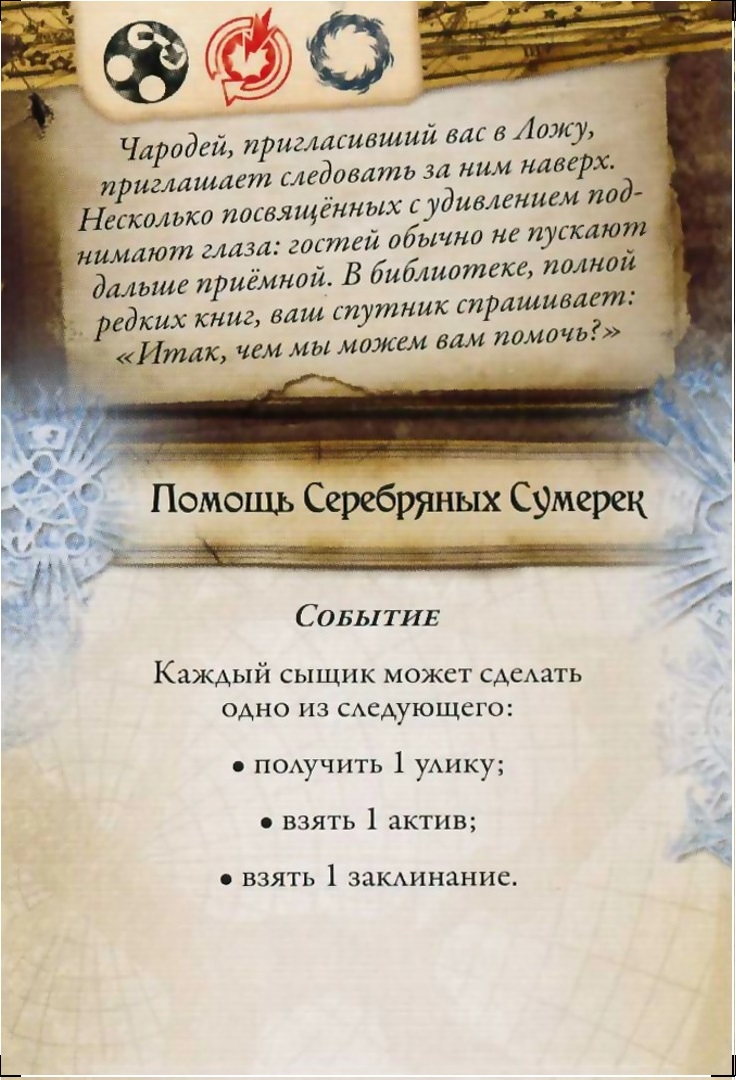 Чародей, пригласивший вас в Ложу,
приглашает следовать за ним наверх.
Несколько посвящённых с удивлением под-
нимают глаза: гостей обычно не пускают
дальше приёмной. В библиотеке, полной
редких книг, ваш спутник спрашивает:
«Итак, чем мы можем вам помочь?»
Помощь Серебряных Сумерек
Событие
Каждый сыщик может сделать
одно из следующего:
• получить 1 улику;
• взять 1 актив;
• взять 1 заклинание.